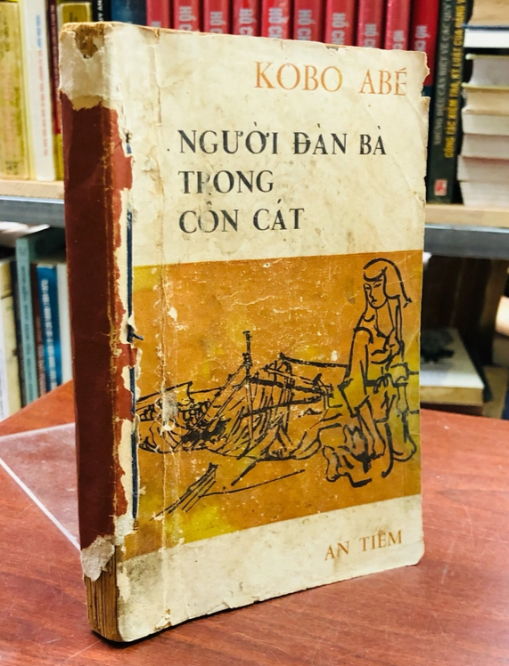 KOBO ABÉ
NGƯỜI ĐÀN BÀ
TRONG
CỒN CÁT
AN TIÊM